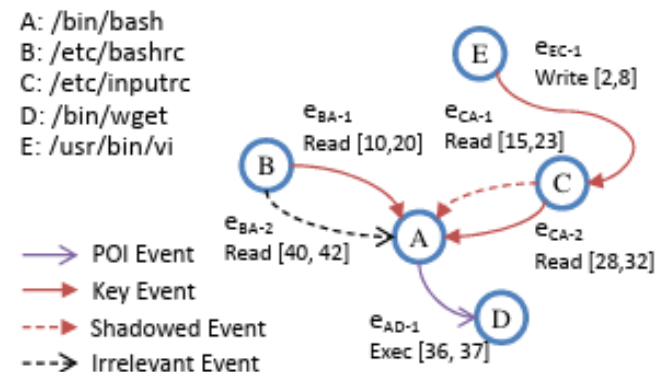 A: /bin/bash
B: /etc/bashrc
C: /etc/inputrc
D: /bin/wget
E: /usr/bin/vi
E
eEC-1
Write [2,8]
eBA-1
Read [10,20]
eCA-1
Read [15,23]
B
C
eBA-2
Read [40, 42]
A
eCA-2
Read [28,32]
POI Event
Key Event
Shadowed Event
Irrelevant Event
eAD-1
Exec [36, 37]
D